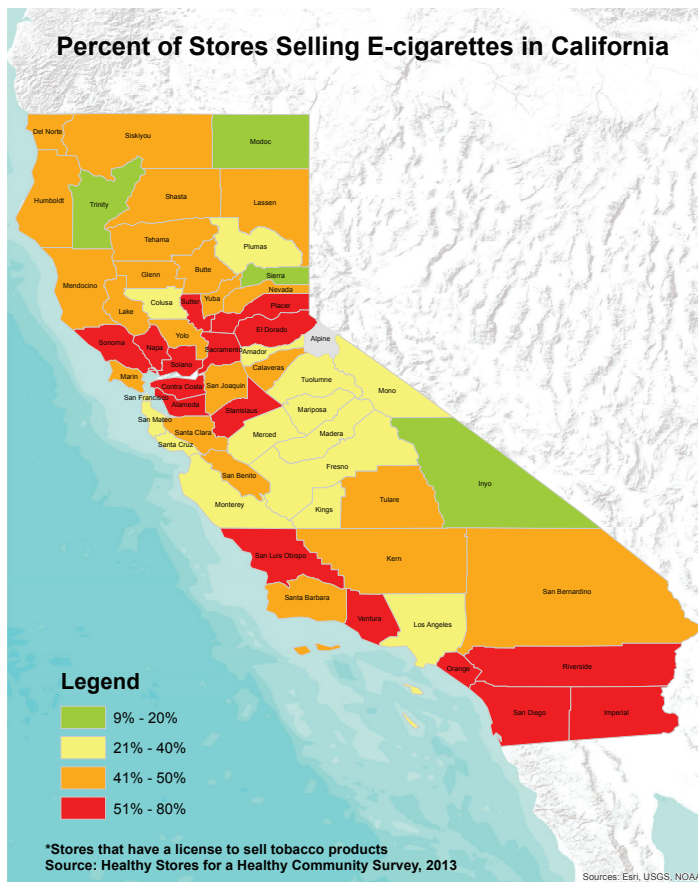 Percent of Stores Selling E-cigarettes in California
Del Norte
Siskiyou
Modoc
Humboldt
Trinity
Shasta
Lassen
Tehama
Plumas
Mendocino
Glenn
Butte
Sierra
Nevada
Lake
Colusa
Sutter
Yuba
Placer
El Dorado
Sonoma
Napa
Yolo
Sacramento
Amador
Alpine
Solano
Calaveras
Marin
Contra Costa
San Joaquin
Tuolumne
Mono
San Francisco
Alameda
Stanislaus
Mariposa
San Mateo
Santa Clara
Merced
Madera
Santa Cruz
Fresno
San Benito
Inyo
Monterey
Kings
Tulare
San Luis Obispo
Kern
Santa Barbara
San Bernardino
Ventura
Los Angeles
Orange
Riverside
San Diego
Imperial
Legend
9% - 20%
21% - 40%
41% - 50%
51% - 80%
*Stores that have a license to sell tobacco products
Source: Healthy Stores for a Healthy Community Survey, 2013
Sources: Esri, USGS, NOAA